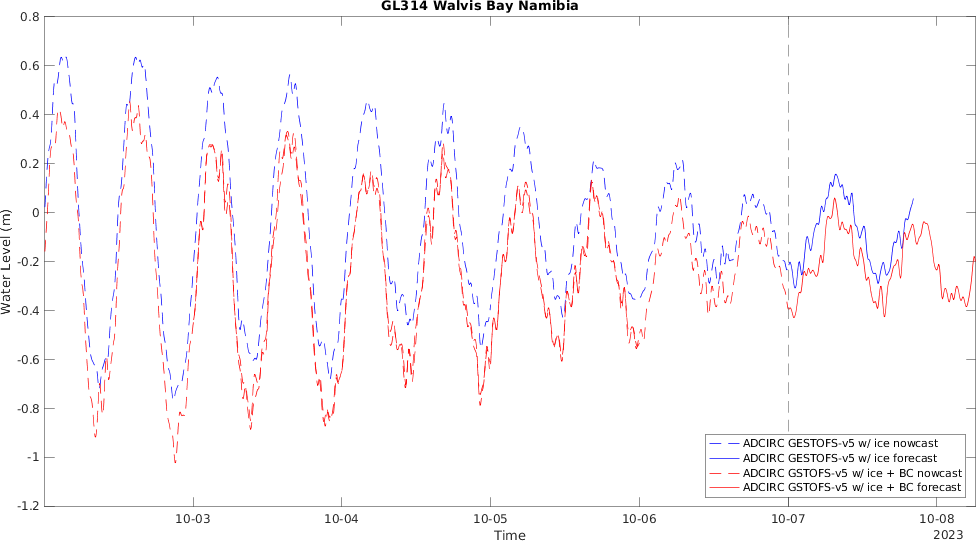 GL314 Walvis Bay Namibia
0.8
0.6
0.4
0.2
0
-0.2
-0.4
-0.6
-0.8
-1
-1.2
Water Level (m)
ADCIRC GESTOFS-v5 w/ ice nowcast
ADCIRC GESTOFS-v5 w/ ice forecast
ADCIRC GSTOFS-v5 w/ ice + BC nowcast
ADCIRC GSTOFS-v5 w/ ice + BC forecast
10-03 10-04 10-05 10-06 10-07 10-08
Time
2023